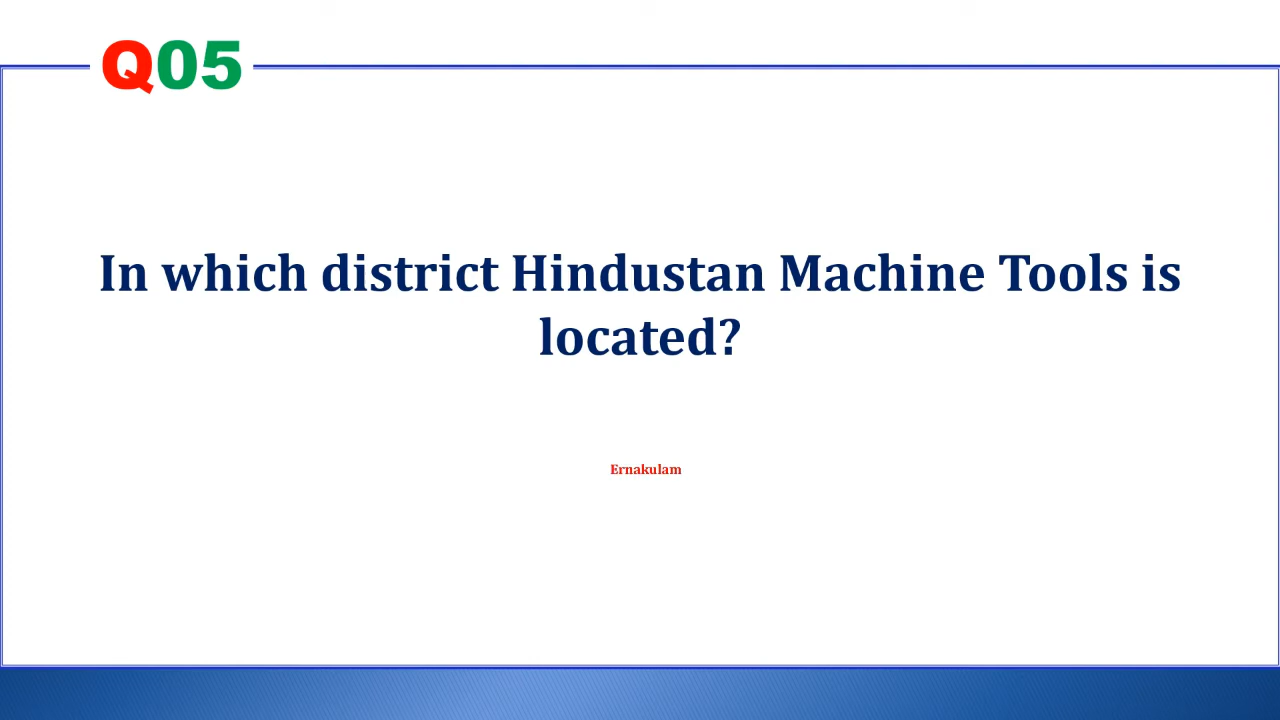 Q05
In which district Hindustan Machine Tools is
located?
Ernakulam